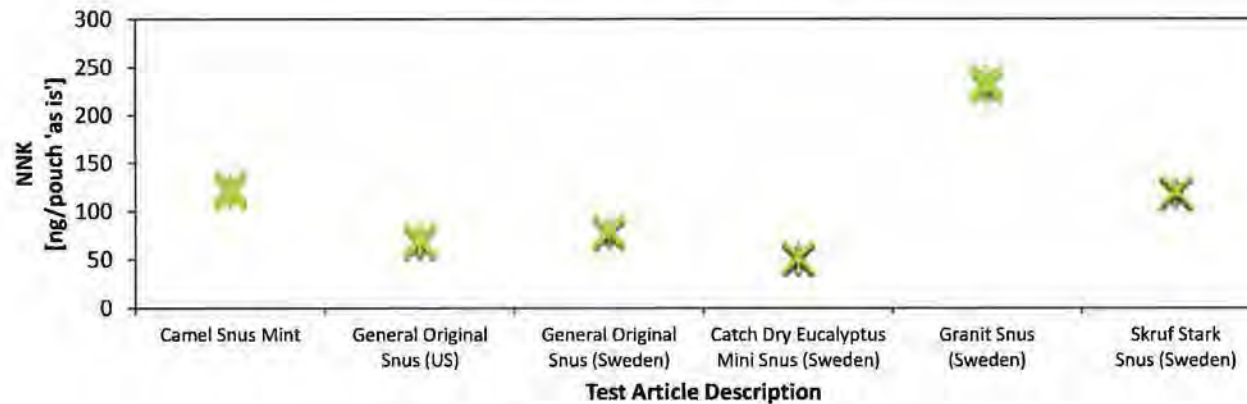 300
250
200
150
100
50
0
NNK
[ng/pouch 'as is']
Camel Snus Mint
General Original
Snus (US)
General Original
Snus (Sweden)
Catch Dry Eucalyptus
Mini Snus (Sweden)
Granit Snus
(Sweden)
Skruf Stark
Snus (Sweden)
Test Article Description